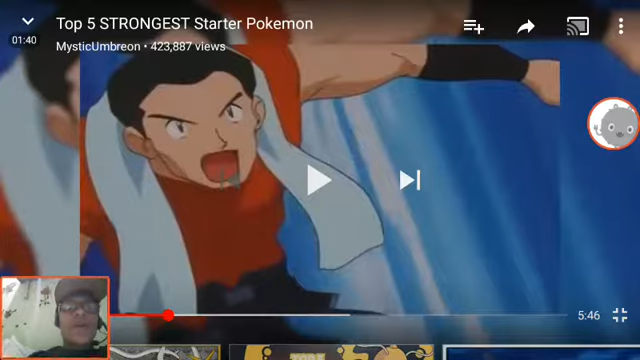 Top 5 STRONGEST Starter Pokemon
01:40
MysticUmbreon • 423,887 views
5:46